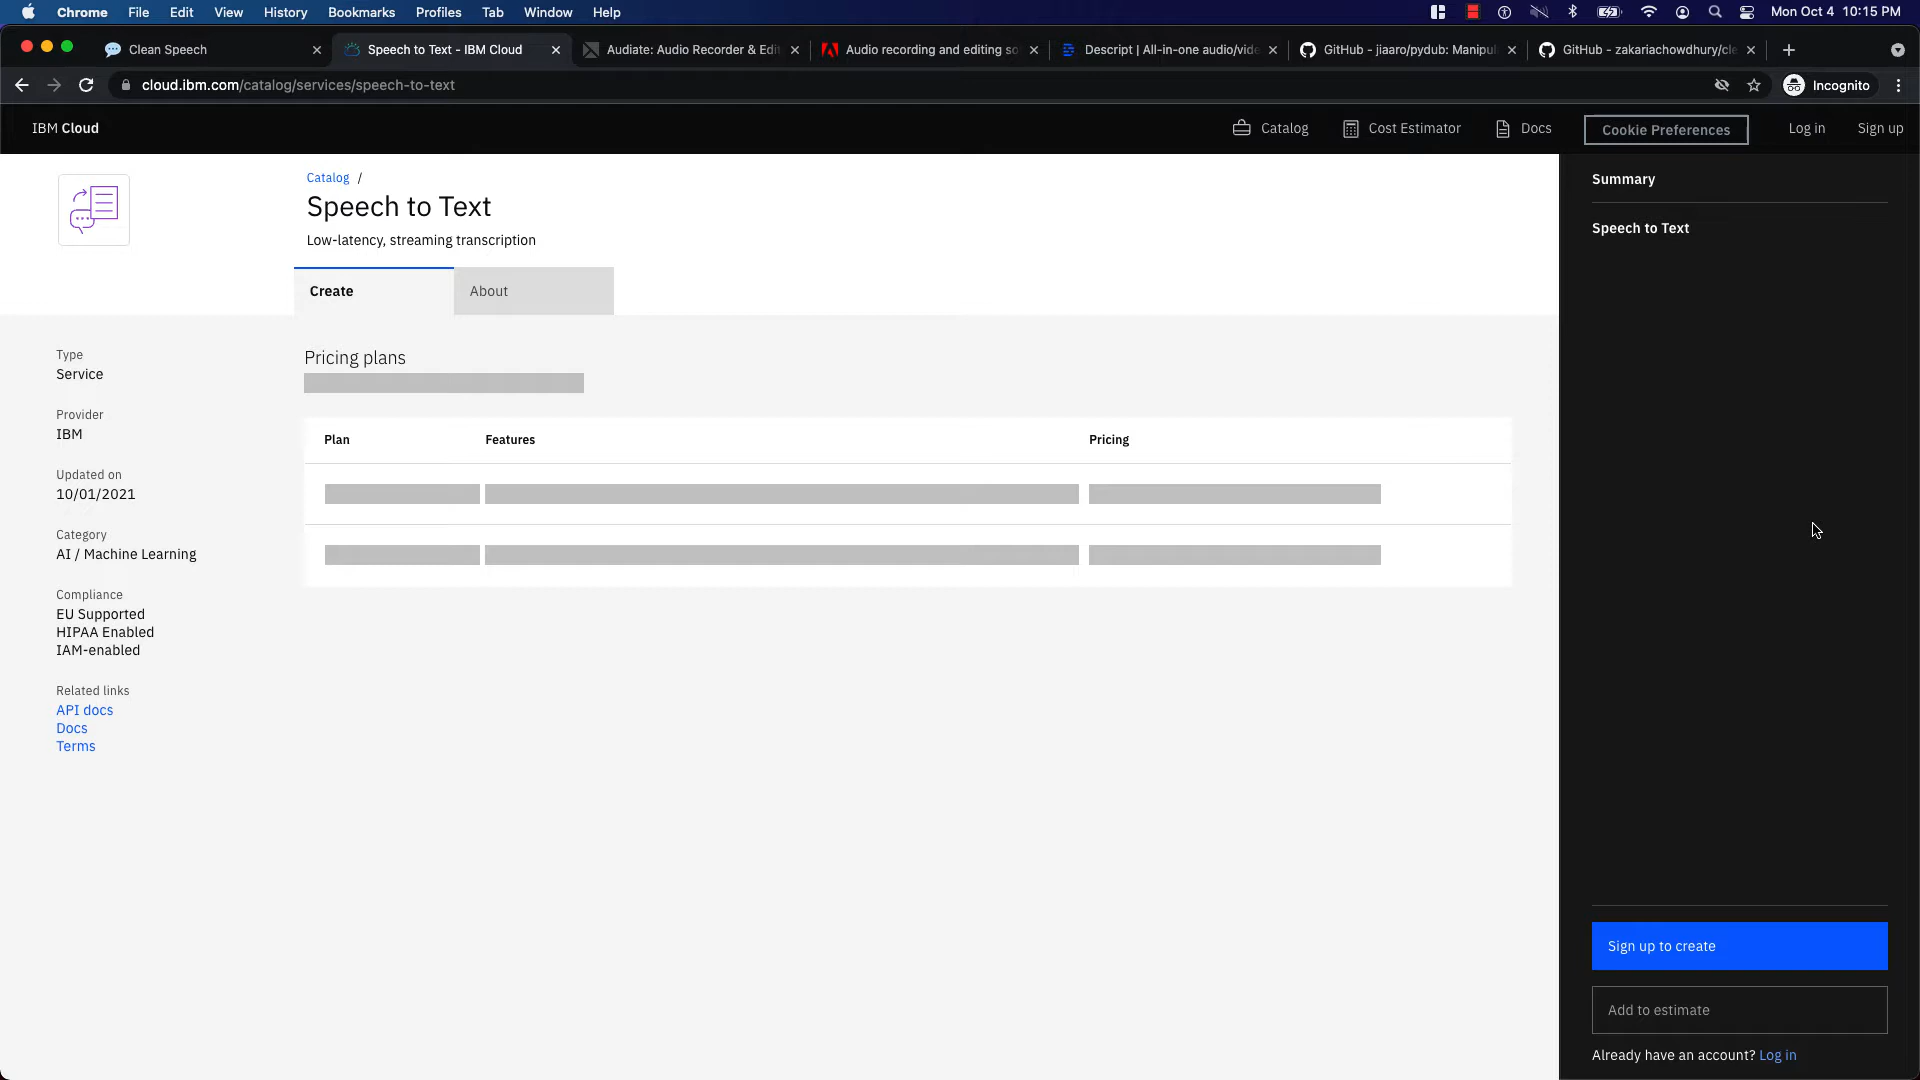 Chrome File Edit View History Bookmarks Profiles Tab Window Help Mon Oct 4 10:15 PM
Clean Speech Speech to Text - IBM Cloud Audiate: Audio Recorder & Edit Audio recording and editing so Descript | All-in-one audio/vide GitHub - jiaaro/pydub: Manipul GitHub - zakariachowdhury/cle
cloud.ibm.com/catalog/services/speech-to-text Incognito
IBM Cloud Catalog Cost Estimator Docs Cookie Preferences Log in Sign up
Catalog /
Speech to Text
Low-latency, streaming transcription
Create About
Type
Service
Provider
IBM
Updated on
10/01/2021
Category
AI / Machine Learning
Compliance
EU Supported
HIPAA Enabled
IAM-enabled
Related links
API docs
Docs
Terms
Pricing plans
Plan Features Pricing
Summary
Speech to Text
Sign up to create
Add to estimate
Already have an account? Log in